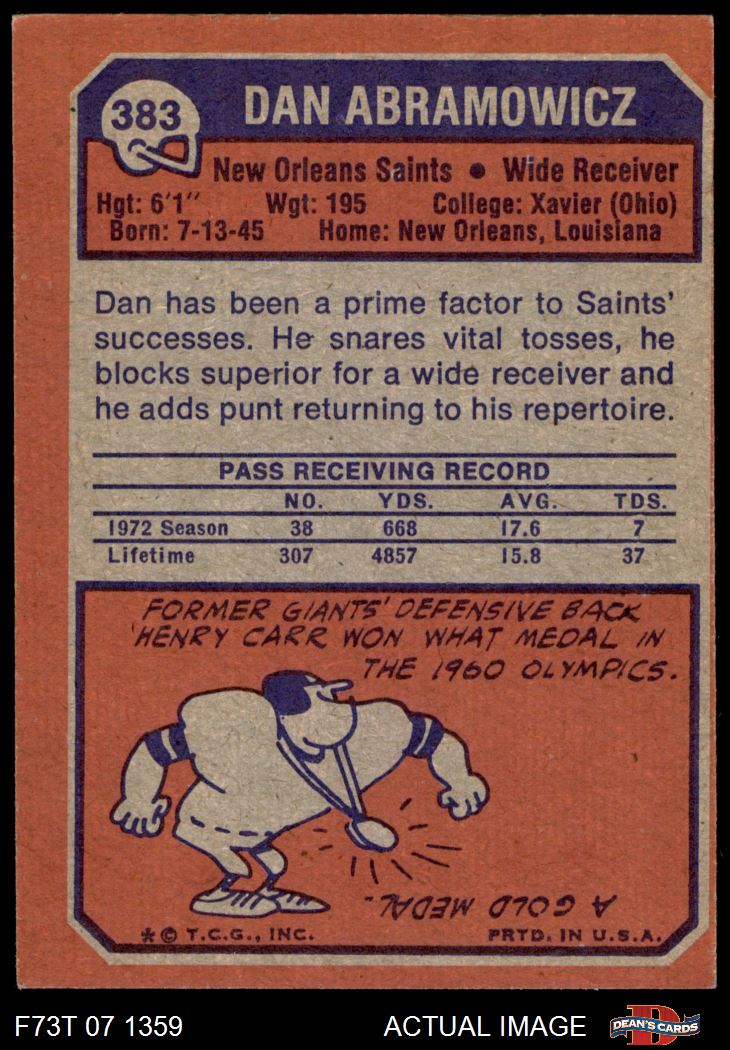 383
DAN ABRAMOWICZ
New Orleans Saints • Wide Receiver
Hgt: 6'1" Wgt: 195 College: Xavier (Ohio)
Born: 7-13-45 Home: New Orleans, Louisiana
Dan has been a prime factor to Saints'
successes. He snares vital tosses, he
blocks superior for a wide receiver and
he adds punt returning to his repertoire.
PASS RECEIVING RECORD
NO. YDS. AVG. TDS.
1972 Season 38 668 17.6 7
Lifetime 307 4857 15.8 37
FORMER GIANTS' DEFENSIVE BACK
HENRY CARR WON WHAT MEDAL IN
THE 1960 OLYMPICS.
A GOLD MEDAL.
* © T.C.G., INC. PRTD. IN U.S.A.
F73T 07 1359 ACTUAL IMAGE D DEAN'S CARDS